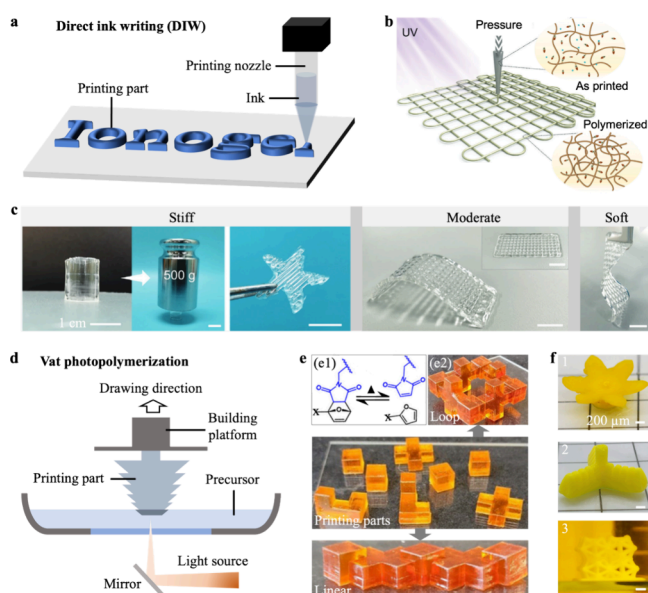 a
Direct ink writing (DIW)
Printing nozzle
Printing part
Ink
Ionogel
b
UV
Pressure
As printed
Polymerized
c
Stiff
Moderate
Soft
1 cm
500 g
d
Vat photopolymerization
Drawing direction
Building
platform
Printing part
Precursor
Light source
Mirror
e
(e1)
N
O
O
X
O
N
O
O
X
O
(e2)
Loop
Printing parts
Linear
f
1
200 µm
2
3